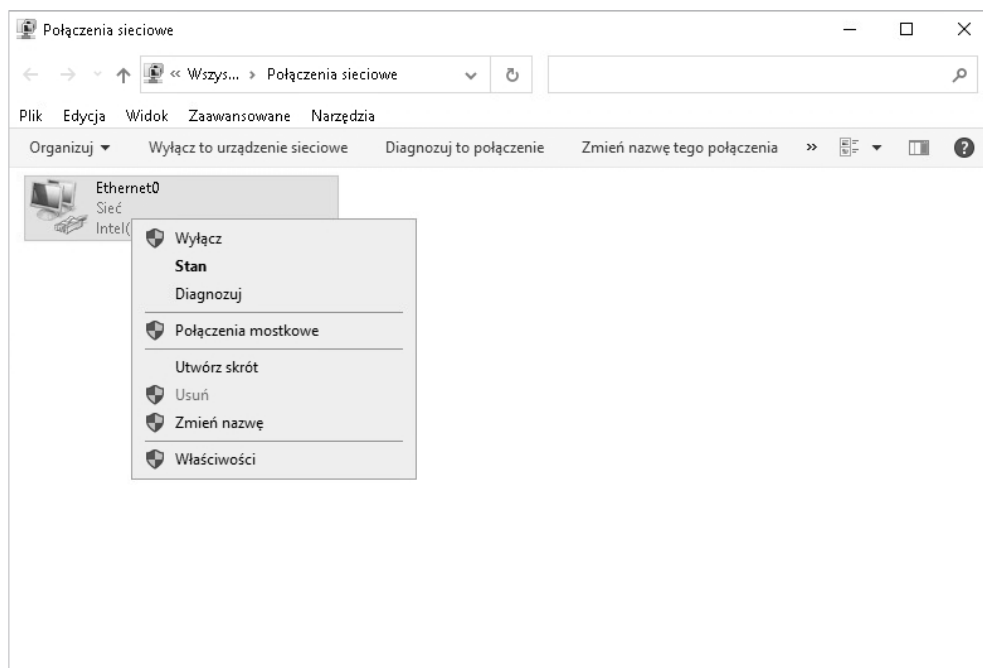 Połączenia sieciowe
« Wszys... › Połączenia sieciowe
Plik Edycja Widok Zaawansowane Narzędzia
Organizuj Wyłącz to urządzenie sieciowe Diagnozuj to połączenie Zmień nazwę tego połączenia »
Ethernet0
Sieć
Intel(
Wyłącz
Stan
Diagnozuj
Połączenia mostkowe
Utwórz skrót
Usuń
Zmień nazwę
Właściwości